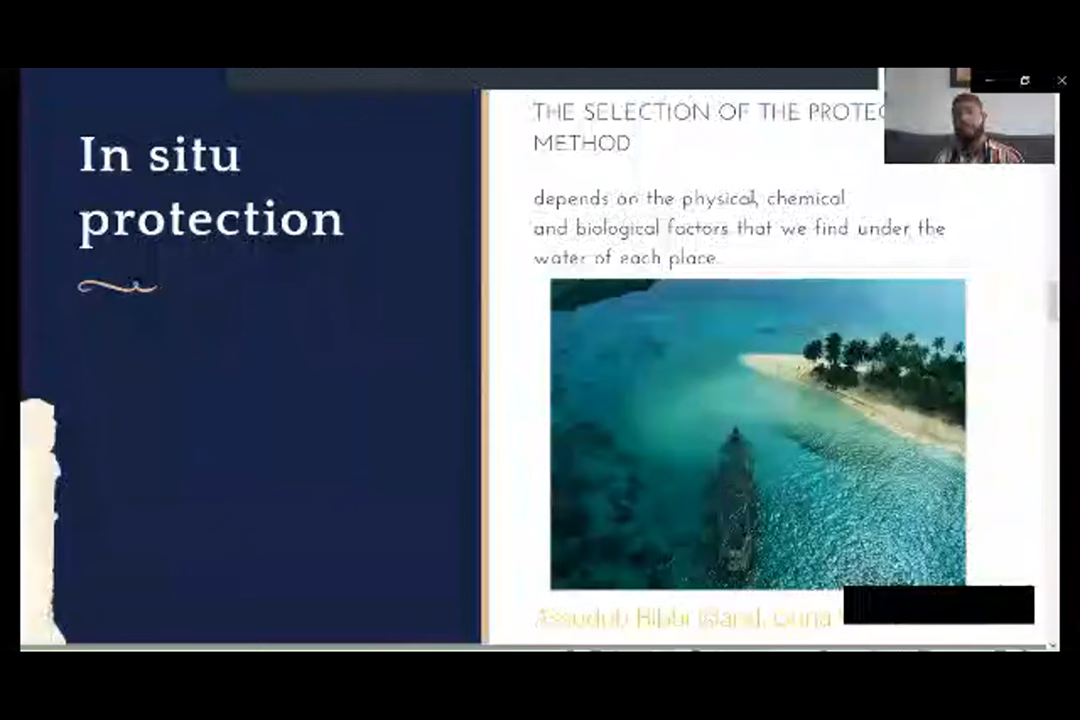 In situ
protection
THE SELECTION OF THE PROTEC
METHOD
depends on the physical, chemical
and biological factors that we find under the
water of each place.
Island,